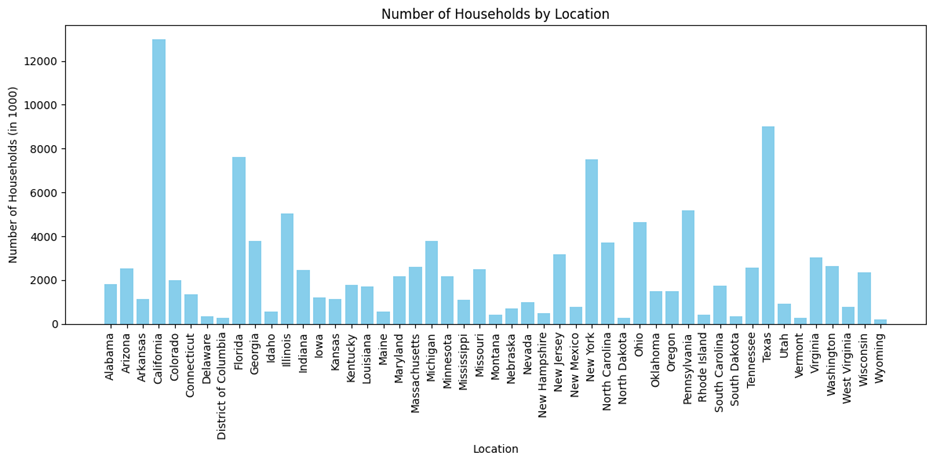 Number of Households by Location
Number of Households (in 1000)
12000
10000
8000
6000
4000
2000
0
Alabama
Arizona
Arkansas
California
Colorado
Connecticut
Delaware
District of Columbia
Florida
Georgia
Idaho
Illinois
Indiana
Iowa
Kansas
Kentucky
Louisiana
Maine
Maryland
Massachusetts
Michigan
Minnesota
Mississippi
Missouri
Montana
Nebraska
Nevada
New Hampshire
New Jersey
New Mexico
New York
North Carolina
North Dakota
Ohio
Oklahoma
Oregon
Pennsylvania
Rhode Island
South Carolina
South Dakota
Tennessee
Texas
Utah
Vermont
Virginia
Washington
West Virginia
Wisconsin
Wyoming
Location